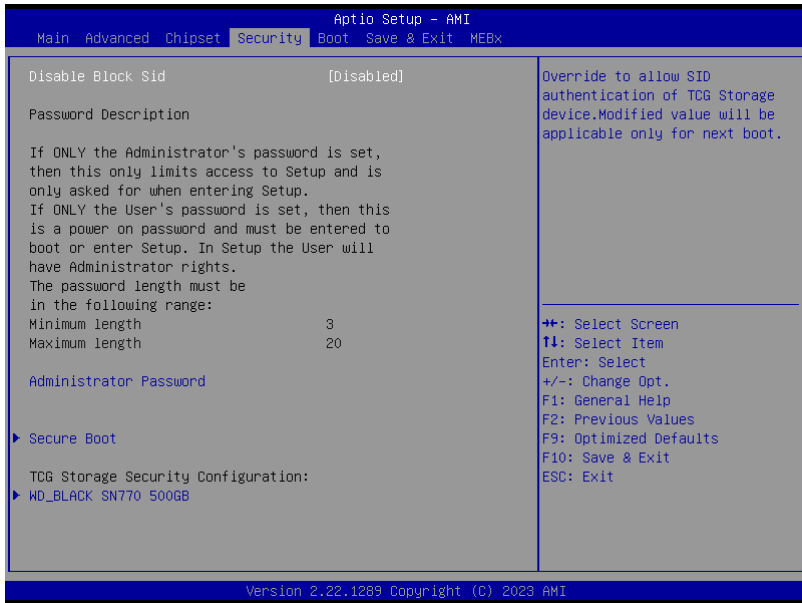 Aptio Setup – AMI
Main Advanced Chipset Security Boot Save & Exit MEBx
Disable Block Sid [Disabled]
Password Description
If ONLY the Administrator's password is set,
then this only limits access to Setup and is
only asked for when entering Setup.
If ONLY the User's password is set, then this
is a power on password and must be entered to
boot or enter Setup. In Setup the User will
have Administrator rights.
The password length must be
in the following range:
Minimum length 3
Maximum length 20
Administrator Password
Secure Boot
TCG Storage Security Configuration:
WD_BLACK SN770 500GB
Override to allow SID
authentication of TCG Storage
device.Modified value will be
applicable only for next boot.
→←: Select Screen
↑↓: Select Item
Enter: Select
+/-: Change Opt.
F1: General Help
F2: Previous Values
F9: Optimized Defaults
F10: Save & Exit
ESC: Exit
Version 2.22.1289 Copyright (C) 2023 AMI